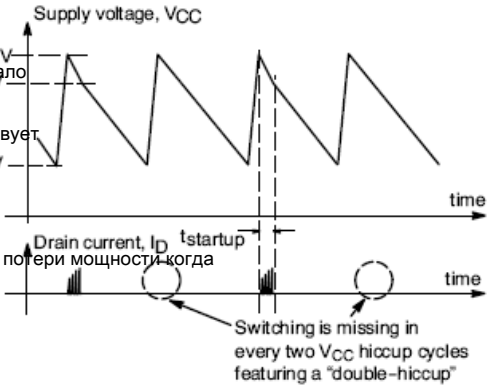 Supply voltage, VCC
V
ало
вует
time
Drain current, ID
tstartup
потери мощности когда
time
Switching is missing in
every two VCC hiccup cycles
featuring a “double−hiccup”